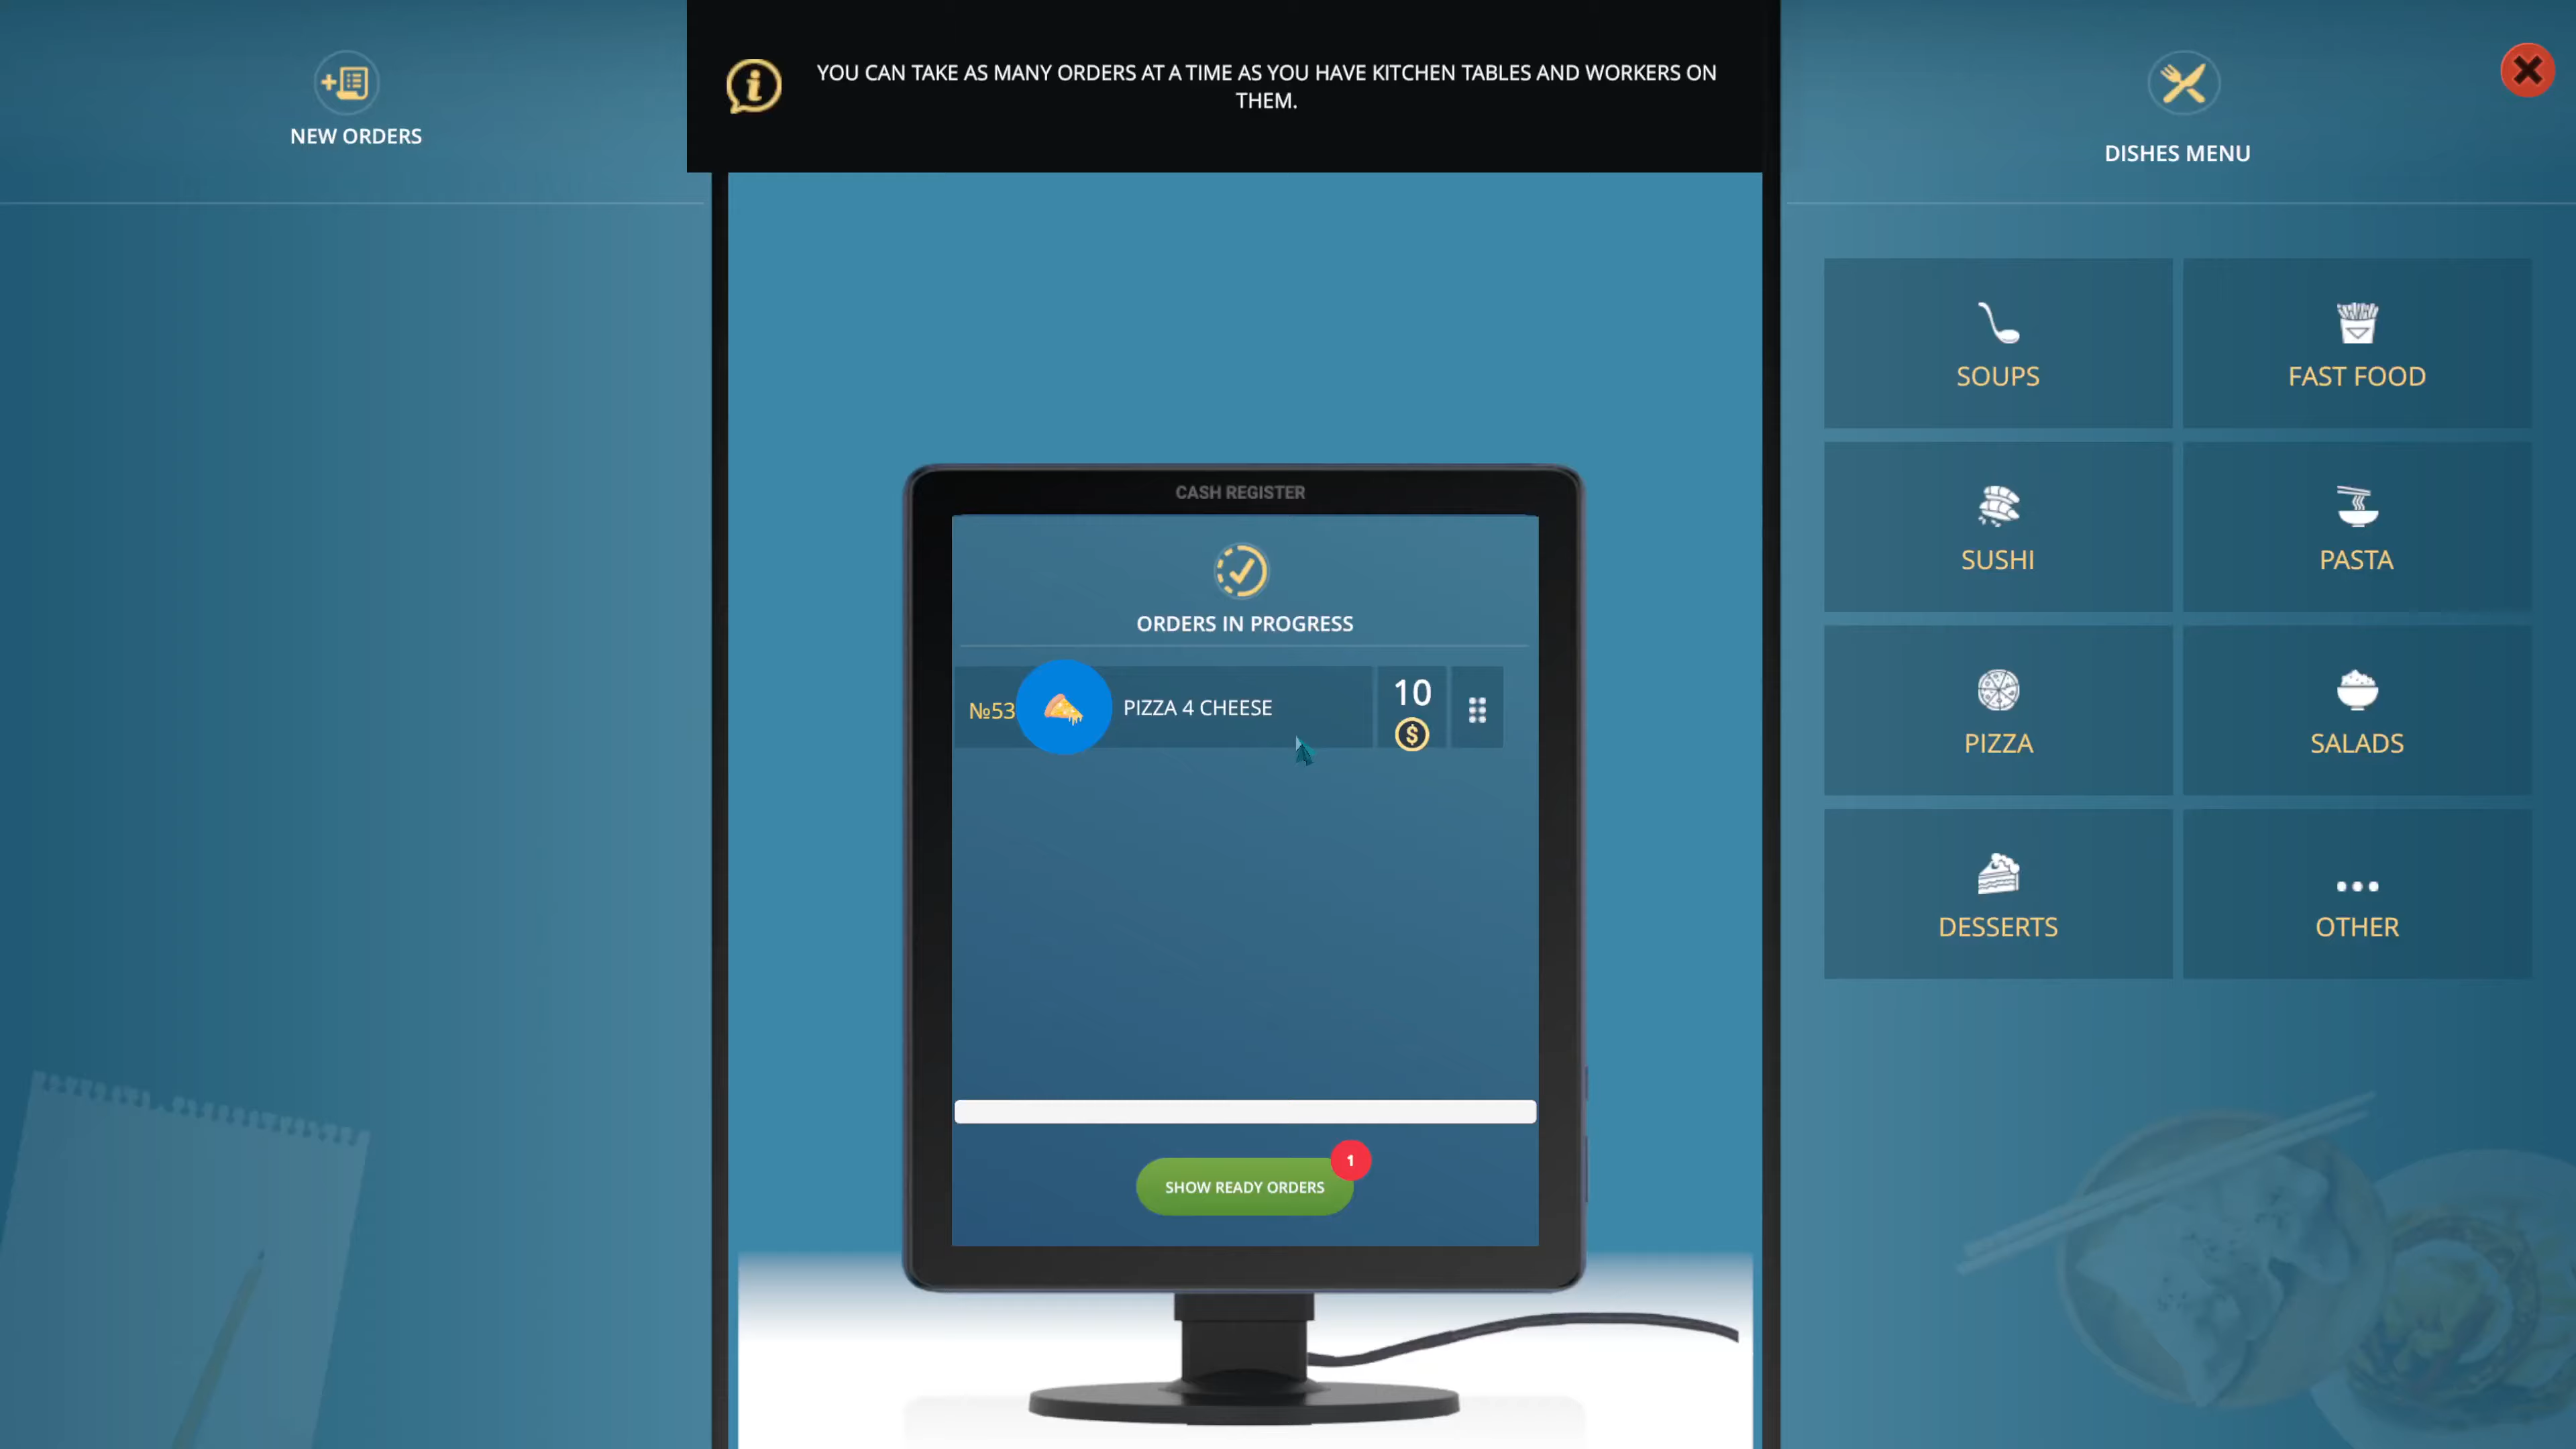 NEW ORDERS
YOU CAN TAKE AS MANY ORDERS AT A TIME AS YOU HAVE KITCHEN TABLES AND WORKERS ON
THEM.
DISHES MENU
SOUPS
FAST FOOD
SUSHI
PASTA
PIZZA
SALADS
DESSERTS
OTHER
CASH REGISTER
ORDERS IN PROGRESS
№53
PIZZA 4 CHEESE
10
SHOW READY ORDERS
1